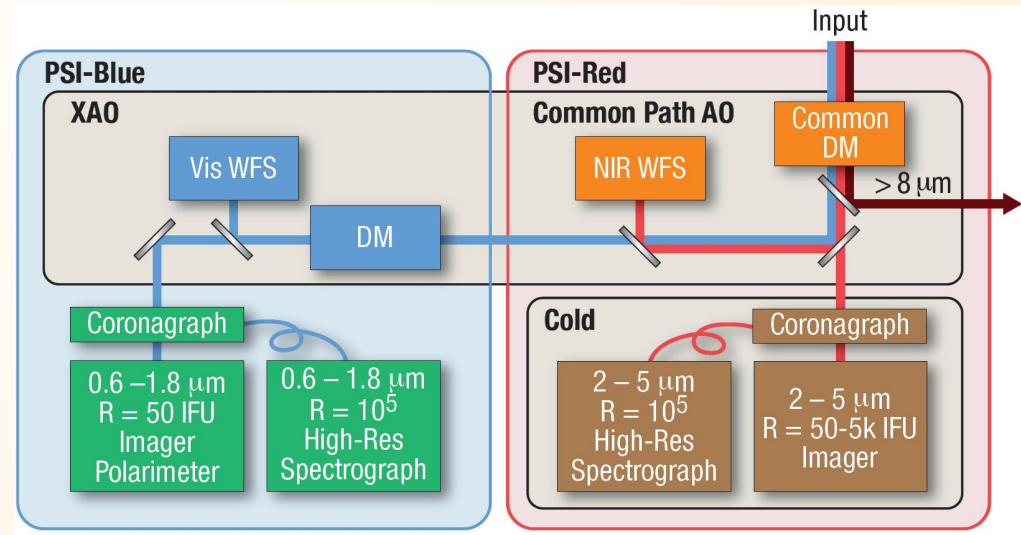 Input
PSI-Blue
PSI-Red
XAO
Common Path AO
Common
DM
Vis WFS
NIR WFS
> 8 μm
DM
Cold
Coronagraph
Coronagraph
0.6 – 1.8 μm
R = 50 IFU
Imager
Polarimeter
0.6 – 1.8 μm
R = 10⁵
High-Res
Spectrograph
2 – 5 μm
R = 10⁵
High-Res
Spectrograph
2 – 5 μm
R = 50-5k IFU
Imager